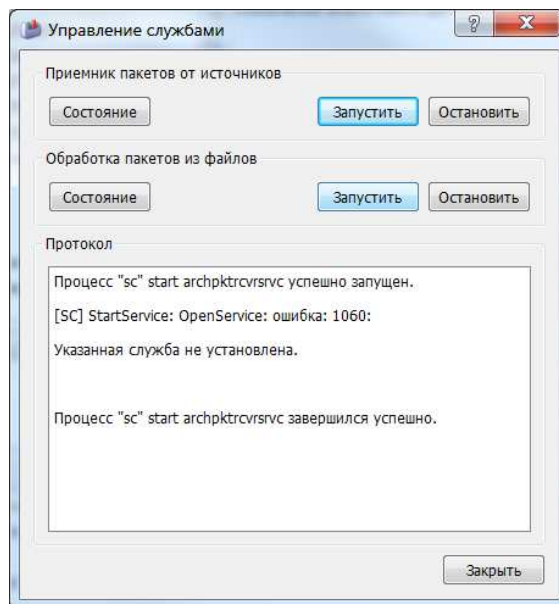 Управление службами
Приемник пакетов от источников
Состояние Запустить Остановить
Обработка пакетов из файлов
Состояние Запустить Остановить
Протокол
Процесс "sc" start archpktrcvrsrvc успешно запущен.
[SC] StartService: OpenService: ошибка: 1060:
Указанная служба не установлена.
Процесс "sc" start archpktrcvrsrvc завершился успешно.
Закрыть